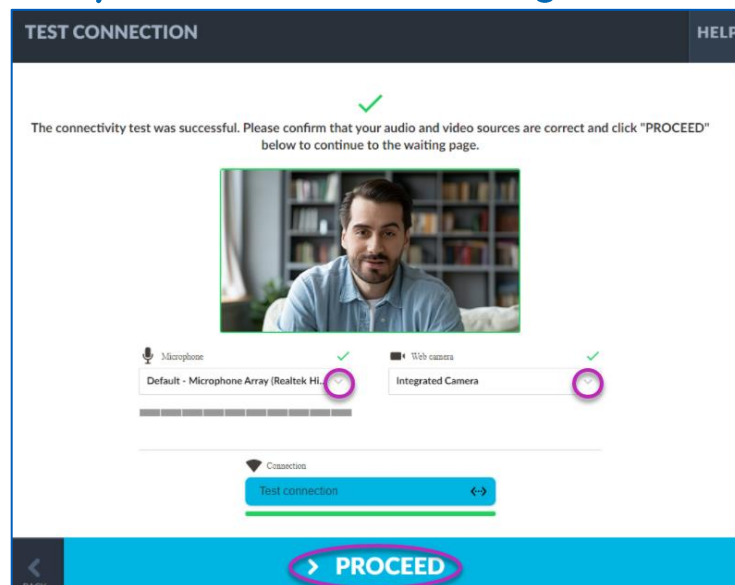 TEST CONNECTION
HELP
The connectivity test was successful. Please confirm that your audio and video sources are correct and click "PROCEED"
below to continue to the waiting page.
Microphone
Web camera
Default - Microphone Array (Realtek Hi...
Integrated Camera
Connection
Test connection
PROCEED